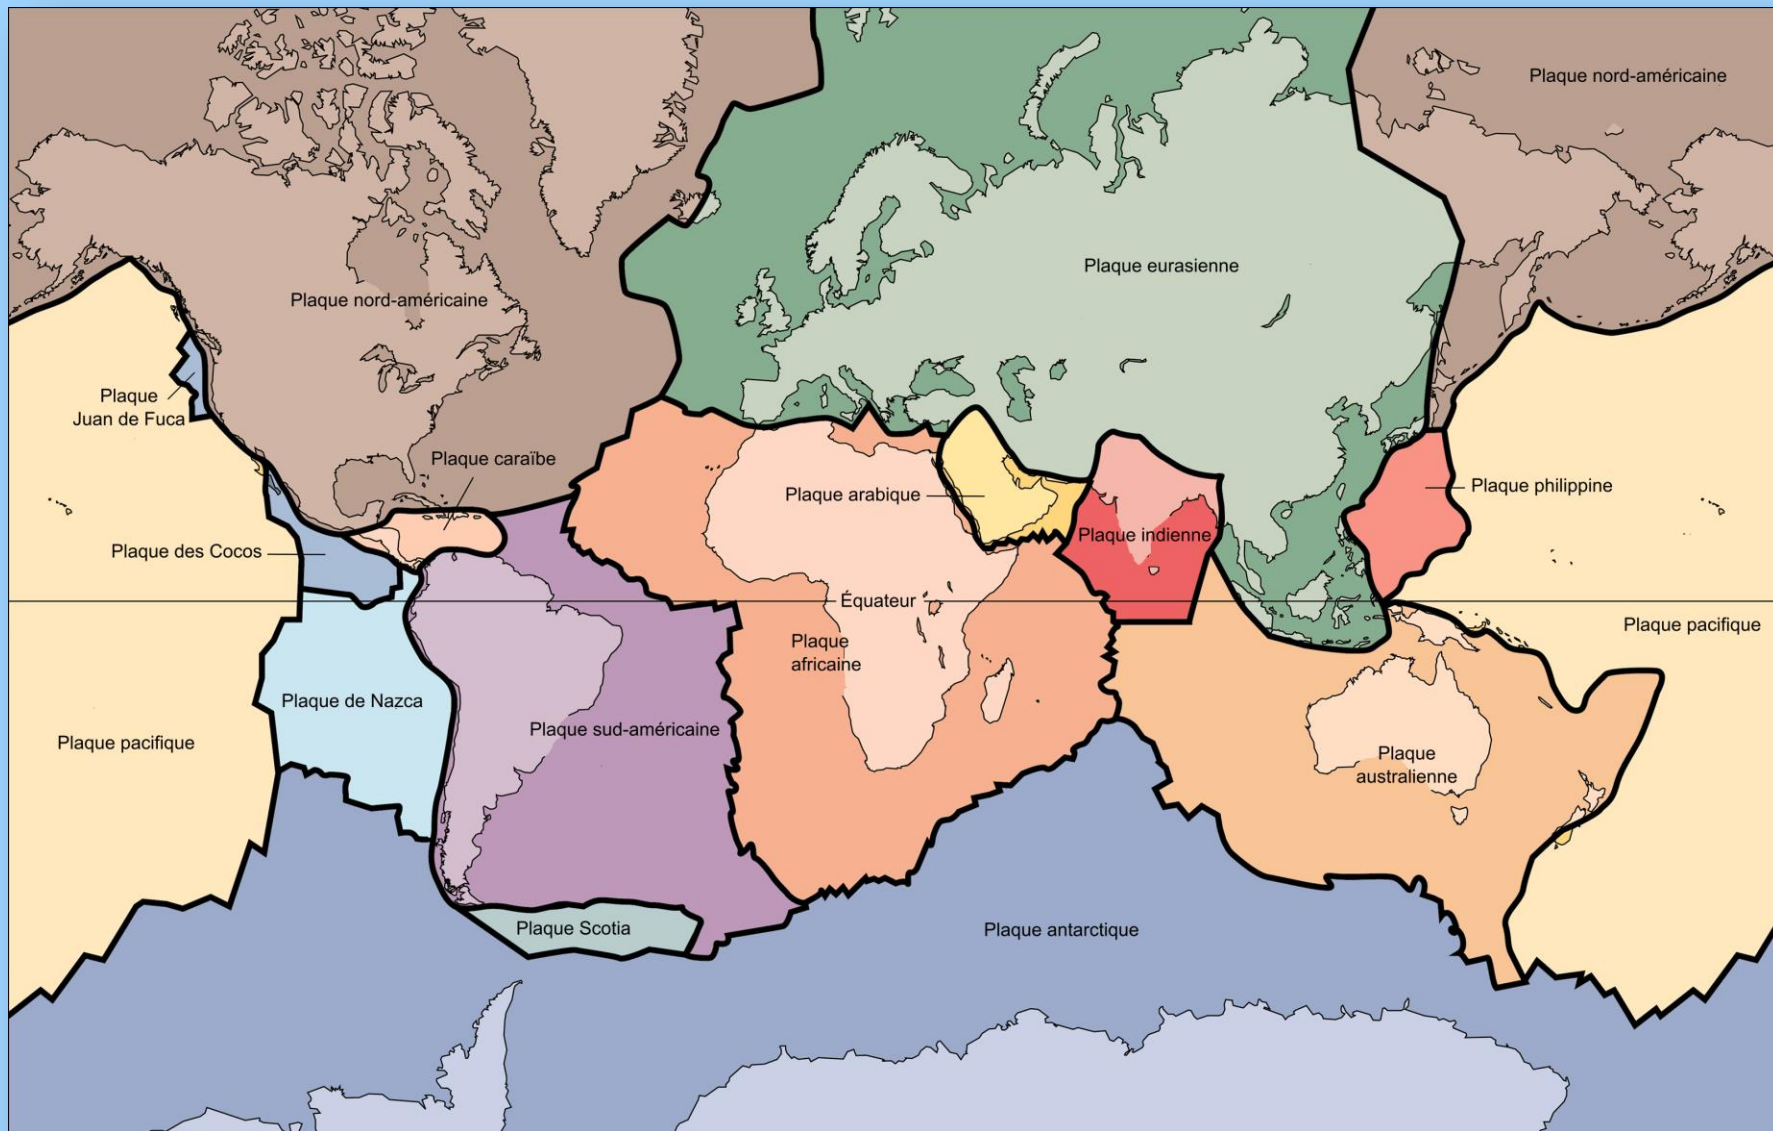 Plaque nord-américaine
Plaque eurasienne
Plaque nord-américaine
Plaque
Juan de Fuca
Plaque caraïbe
Plaque arabique
Plaque philippine
Plaque indienne
Plaque des Cocos
Équateur
Plaque pacifique
Plaque
africaine
Plaque de Nazca
Plaque sud-américaine
Plaque pacifique
Plaque
australienne
Plaque Scotia
Plaque antarctique